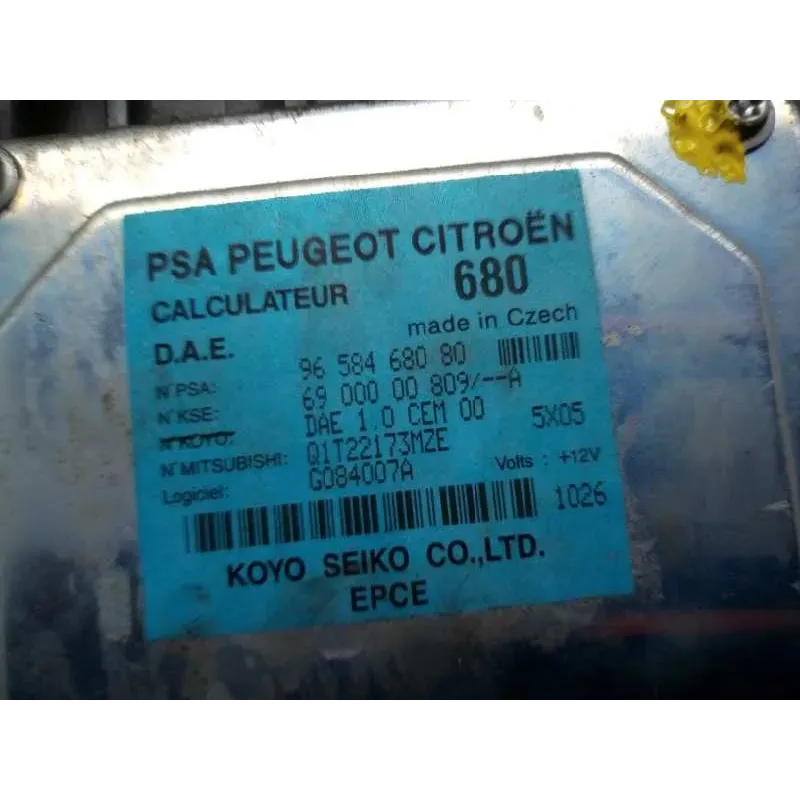 PSA PEUGEOT CITROËN
CALCULATEUR 680
D.A.E. made in Czech
N°PSA: 96 584 680 80
N°KSE: 69 000 00 809/--A
N°KOYO: DAE 1.0 CEM 00 5X05
N°MITSUBISHI: Q1T22173MZE
Logiciel: G084007A Volts : +12V
1026
KOYO SEIKO CO.,LTD.
EPCE